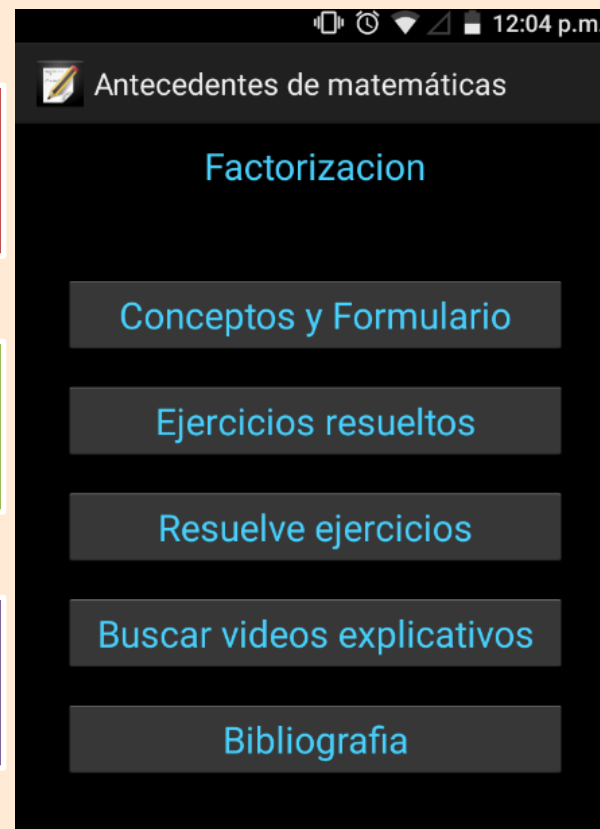 12:04 p.m.
Antecedentes de matemáticas
Factorizacion
Conceptos y Formulario
Ejercicios resueltos
Resuelve ejercicios
Buscar videos explicativos
Bibliografia